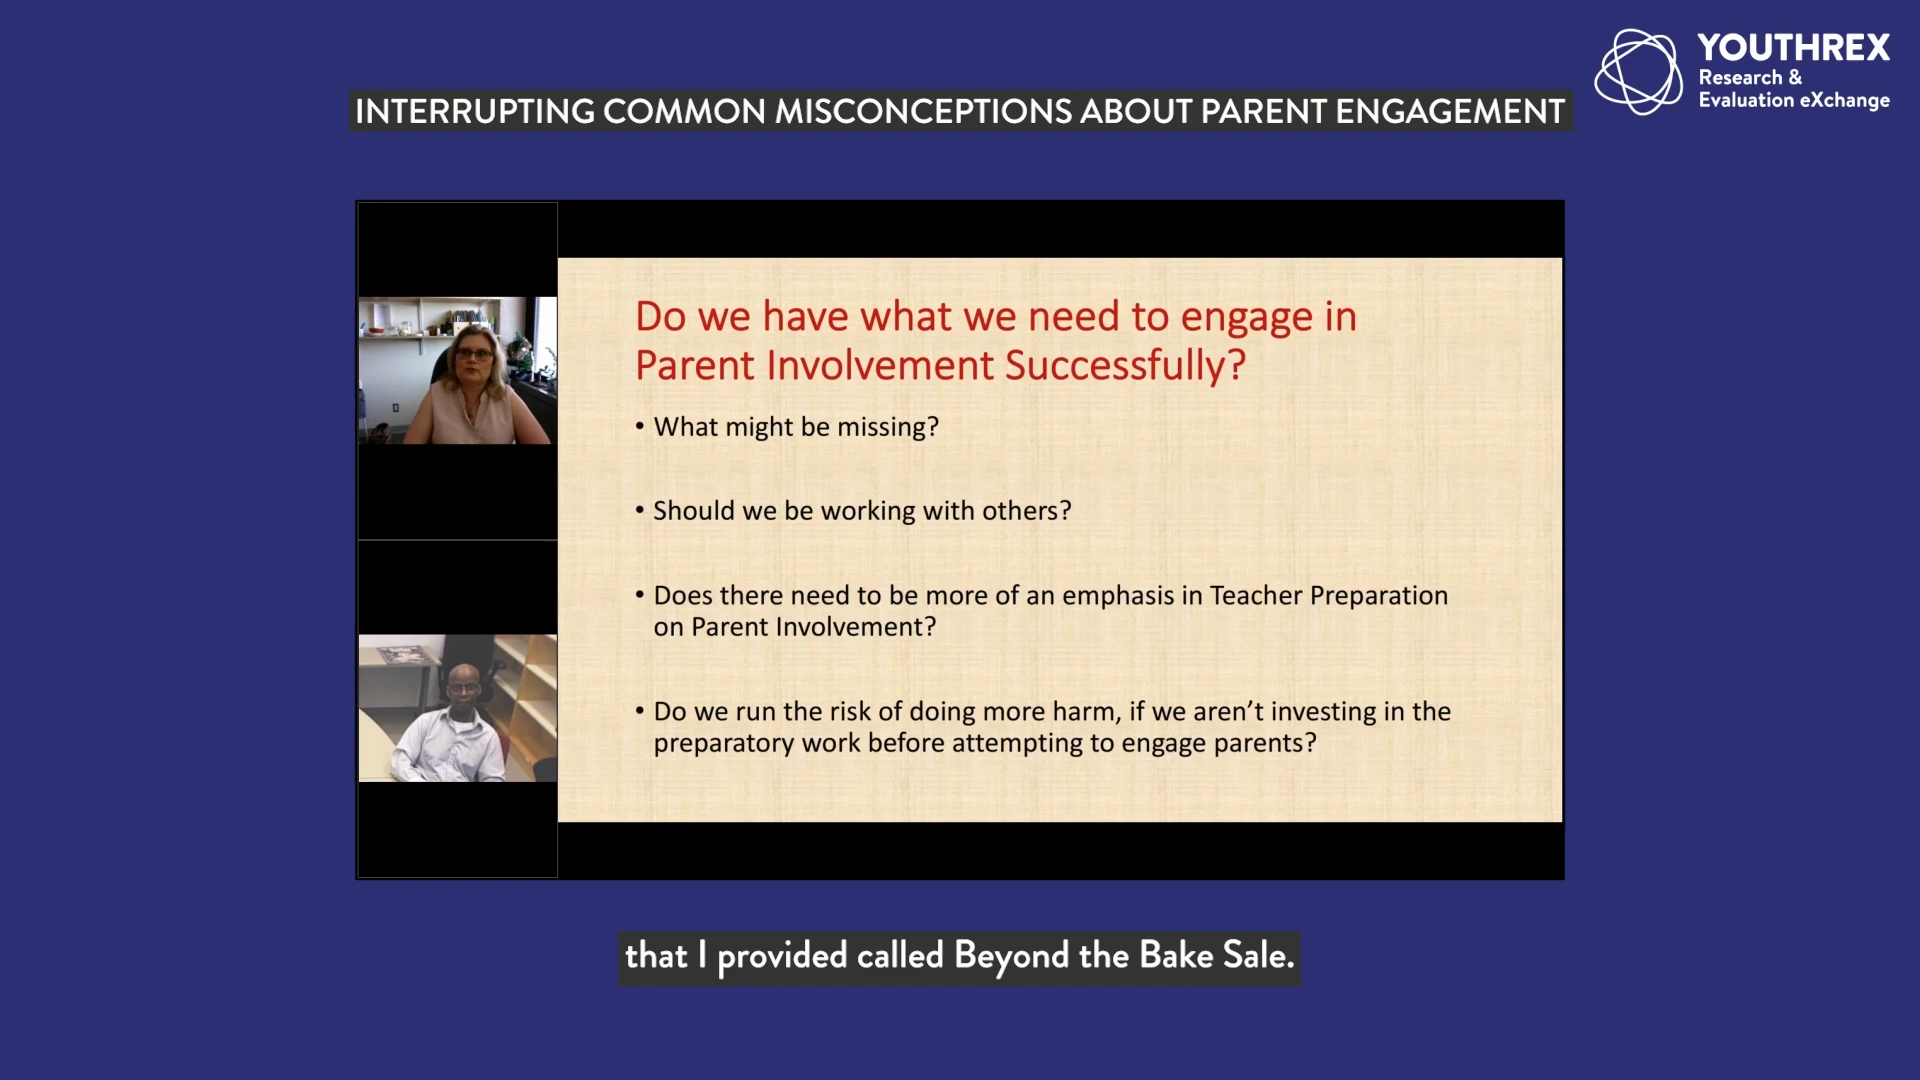 YOUTHREX
Research &
Evaluation eXchange
INTERRUPTING COMMON MISCONCEPTIONS ABOUT PARENT ENGAGEMENT
Do we have what we need to engage in
Parent Involvement Successfully?
• What might be missing?
• Should we be working with others?
• Does there need to be more of an emphasis in Teacher Preparation
on Parent Involvement?
• Do we run the risk of doing more harm, if we aren’t investing in the
preparatory work before attempting to engage parents?
that I provided called Beyond the Bake Sale.